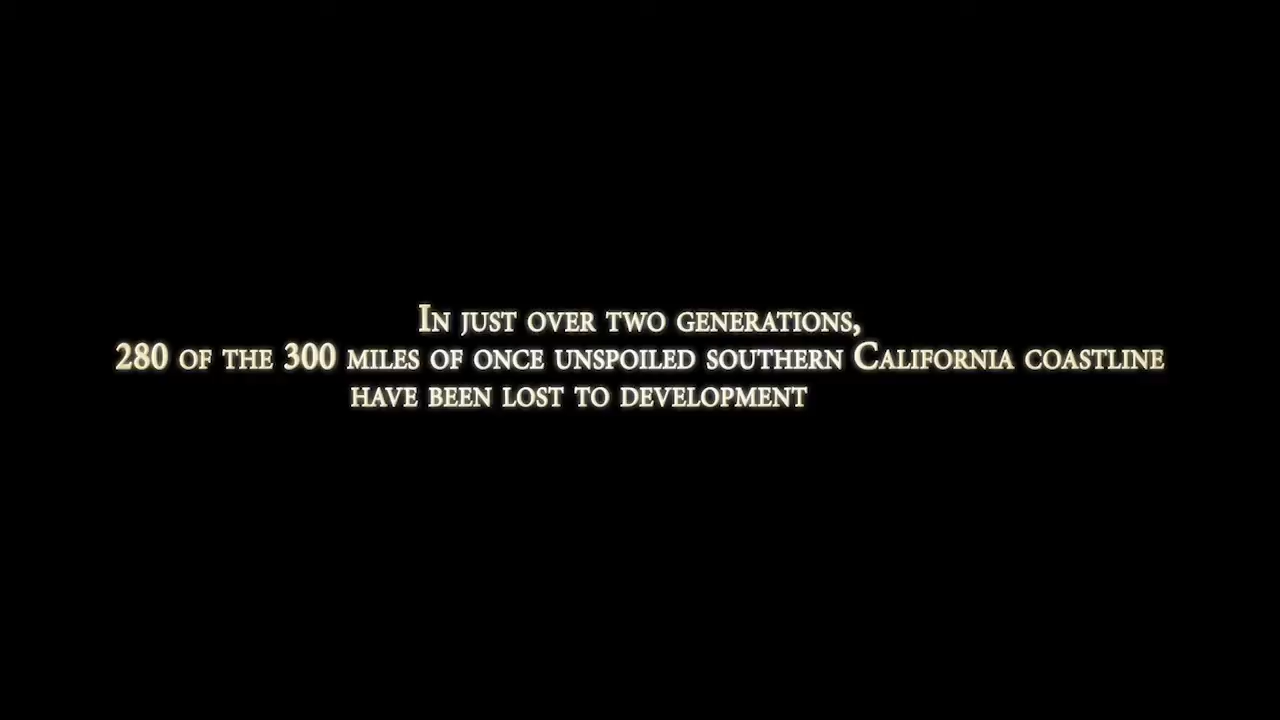 In just over two generations,
280 of the 300 miles of once unspoiled southern California coastline
have been lost to development